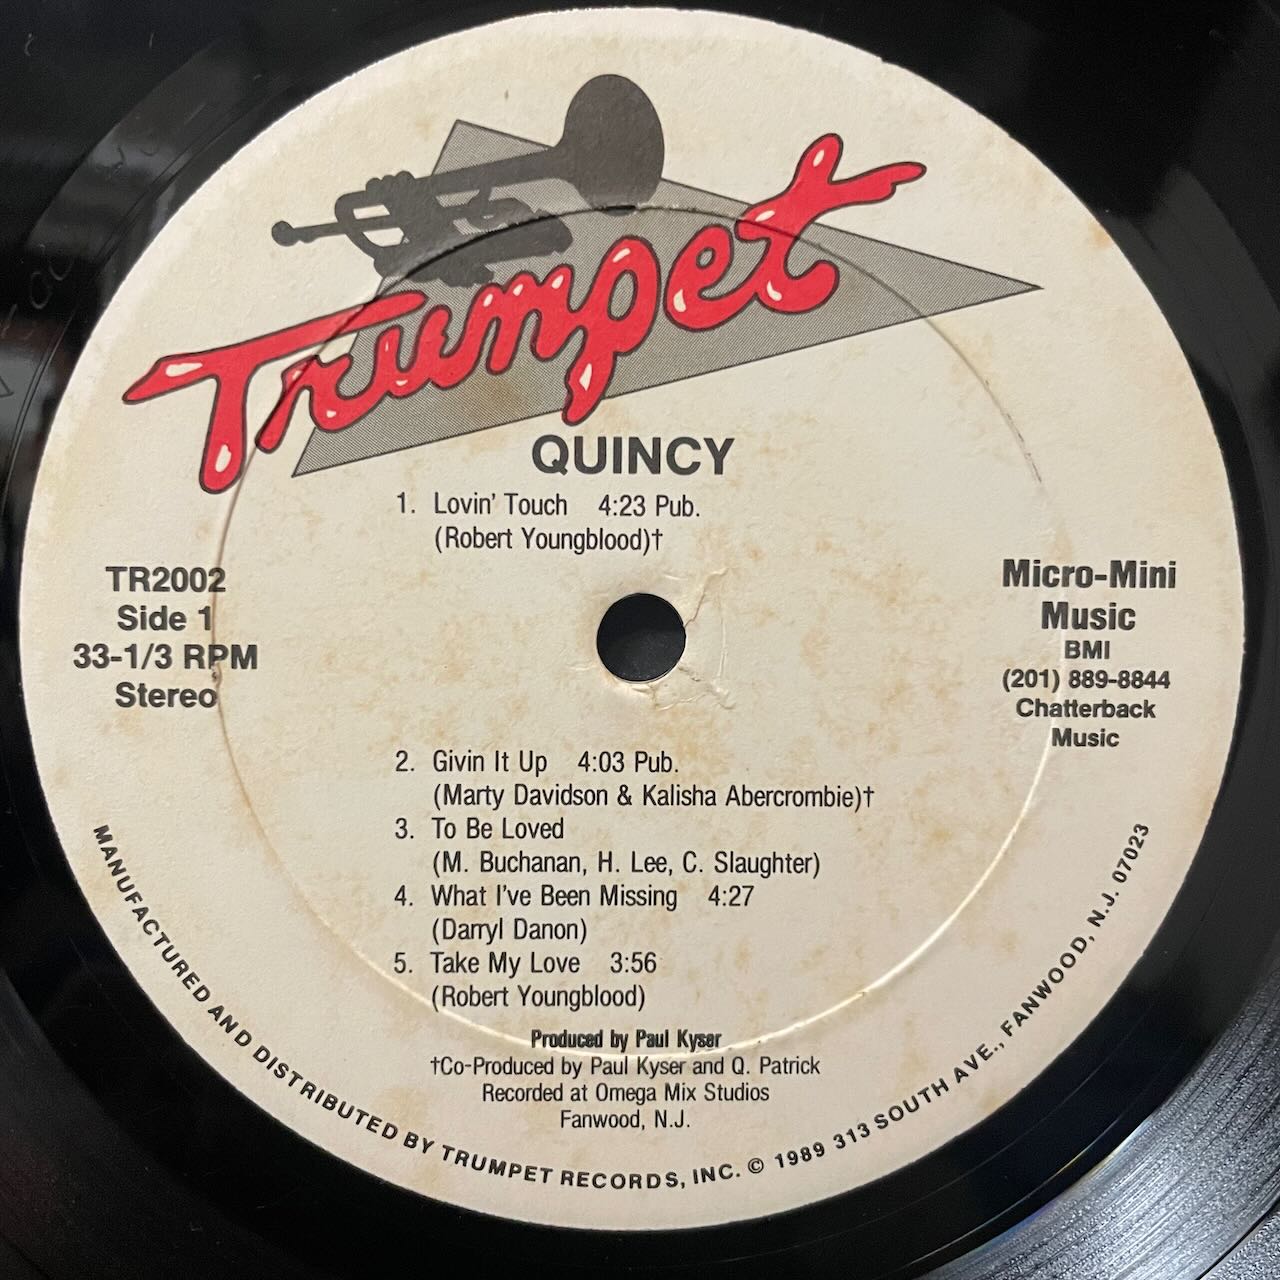 Trumpet
QUINCY
1. Lovin' Touch 4:23 Pub.
(Robert Youngblood)†
TR2002
Side 1
33-1/3 RPM
Stereo
Micro-Mini
Music
BMI
(201) 889-8844
Chatterback
Music
2. Givin It Up 4:03 Pub.
(Marty Davidson & Kalisha Abercrombie)†
3. To Be Loved
(M. Buchanan, H. Lee, C. Slaughter)
4. What I've Been Missing 4:27
(Darryl Danon)
5. Take My Love 3:56
(Robert Youngblood)
Produced by Paul Kyser
†Co-Produced by Paul Kyser and Q. Patrick
Recorded at Omega Mix Studios
Fanwood, N.J.
MANUFACTURED AND DISTRIBUTED BY TRUMPET RECORDS, INC. © 1989 313 SOUTH AVE., FANWOOD, N.J. 07023